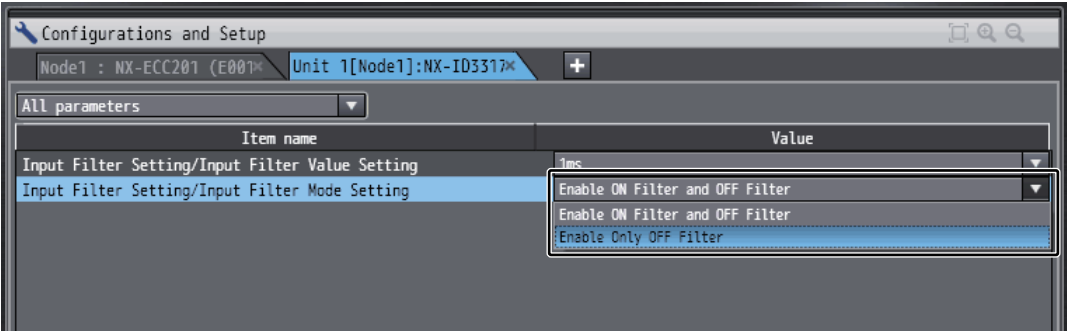 Configurations and Setup
Node1 : NX-ECC201 (E001 Unit 1[Node1]:NX-ID3317
All parameters
Item name Value
Input Filter Setting/Input Filter Value Setting 1ms
Input Filter Setting/Input Filter Mode Setting Enable ON Filter and OFF Filter
Enable ON Filter and OFF Filter
Enable Only OFF Filter